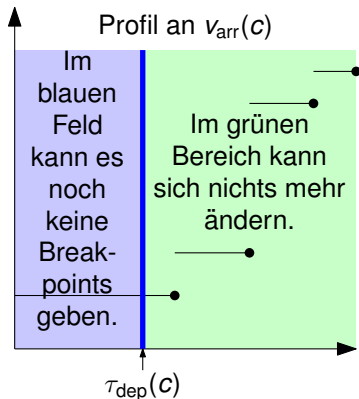 Profil an v_arr(c)
Im
blauen
Feld
kann es
noch
keine
Break-
points
geben.
Im grünen
Bereich kann
sich nichts mehr
ändern.
τ_dep(c)